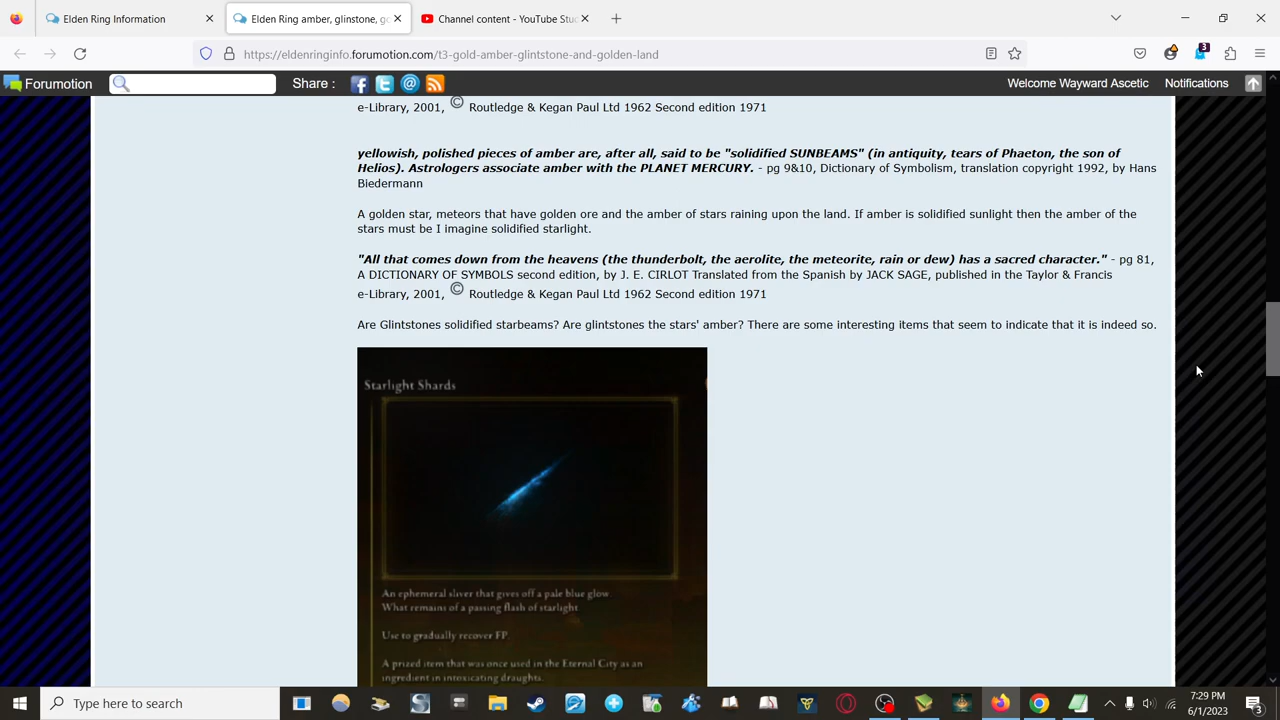 Elden Ring Information
Elden Ring amber, glinstone, go
Channel content - YouTube Stud
https://eldenringinfo.forumotion.com/t3-gold-amber-glintstone-and-golden-land
3
Forumotion
Share :
Welcome Wayward Ascetic
Notifications
e-Library, 2001, © Routledge & Kegan Paul Ltd 1962 Second edition 1971
yellowish, polished pieces of amber are, after all, said to be "solidified SUNBEAMS" (in antiquity, tears of Phaeton, the son of
Helios). Astrologers associate amber with the PLANET MERCURY. - pg 9&10, Dictionary of Symbolism, translation copyright 1992, by Hans
Biedermann
A golden star, meteors that have golden ore and the amber of stars raining upon the land. If amber is solidified sunlight then the amber of the
stars must be I imagine solidified starlight.
"All that comes down from the heavens (the thunderbolt, the aerolite, the meteorite, rain or dew) has a sacred character." - pg 81,
A DICTIONARY OF SYMBOLS second edition, by J. E. CIRLOT Translated from the Spanish by JACK SAGE, published in the Taylor & Francis
e-Library, 2001, © Routledge & Kegan Paul Ltd 1962 Second edition 1971
Are Glintstones solidified starbeams? Are glintstones the stars' amber? There are some interesting items that seem to indicate that it is indeed so.
Starlight Shards
An ephemeral sliver that gives off a pale blue glow.
What remains of a passing flash of starlight
Use to gradually recover FP.
A prized item that was once used in the Eternal City as an
ingredient in intoxicating draughts.
Type here to search
7:29 PM
6/1/2023
3